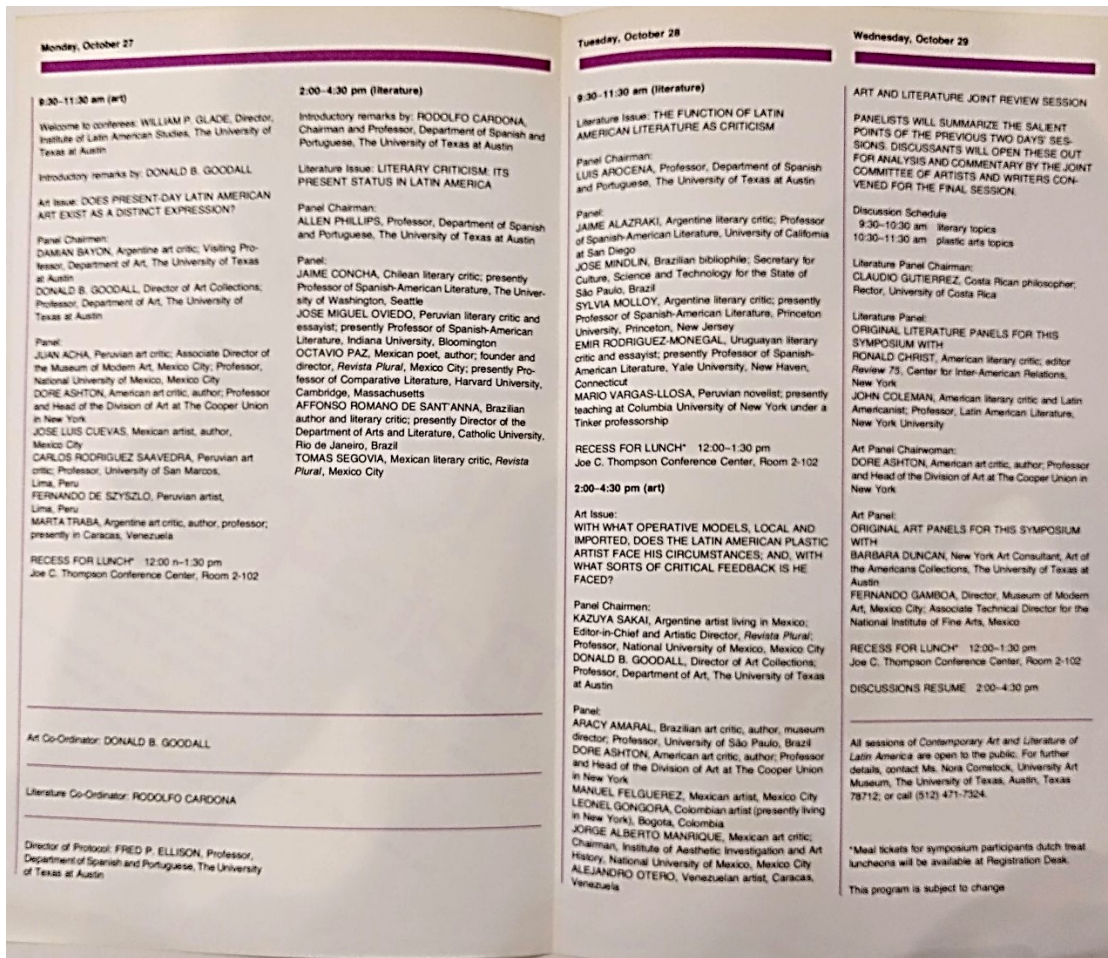 Monday, October 27
9:30–11:30 am (art)
Welcome to conferees: WILLIAM P. GLADE, Director,
Institute of Latin American Studies, The University of
Texas at Austin
Introductory remarks by: DONALD B. GOODALL
Art Issue: DOES PRESENT-DAY LATIN AMERICAN
ART EXIST AS A DISTINCT EXPRESSION?
Panel Chairmen:
DAMIAN BAYON, Argentine art critic; Visiting Pro-
fessor, Department of Art, The University of Texas
at Austin
DONALD B. GOODALL, Director of Art Collections;
Professor, Department of Art, The University of
Texas at Austin
Panel:
JUAN ACHA, Peruvian art critic; Associate Director of
the Museum of Modern Art, Mexico City; Professor,
National University of Mexico, Mexico City
DORE ASHTON, American art critic, author; Professor
and Head of the Division of Art at The Cooper Union
in New York
JOSE LUIS CUEVAS, Mexican artist, author,
Mexico City
CARLOS RODRIGUEZ SAAVEDRA, Peruvian art
critic; Professor, University of San Marcos,
Lima, Peru
FERNANDO DE SZYSZLO, Peruvian artist,
Lima, Peru
MARTA TRABA, Argentine art critic, author, professor;
presently in Caracas, Venezuela
RECESS FOR LUNCH* 12:00 n–1:30 pm
Joe C. Thompson Conference Center, Room 2-102
2:00–4:30 pm (literature)
Introductory remarks by: RODOLFO CARDONA,
Chairman and Professor, Department of Spanish and
Portuguese, The University of Texas at Austin
Literature Issue: LITERARY CRITICISM: ITS
PRESENT STATUS IN LATIN AMERICA
Panel Chairman:
ALLEN PHILLIPS, Professor, Department of Spanish
and Portuguese, The University of Texas at Austin
Panel:
JAIME CONCHA, Chilean literary critic; presently
Professor of Spanish-American Literature, The Univer-
sity of Washington, Seattle
JOSE MIGUEL OVIEDO, Peruvian literary critic and
essayist; presently Professor of Spanish-American
Literature, Indiana University, Bloomington
OCTAVIO PAZ, Mexican poet, author; founder and
director, Revista Plural, Mexico City; presently Pro-
fessor of Comparative Literature, Harvard University,
Cambridge, Massachusetts
AFFONSO ROMANO DE SANT'ANNA, Brazilian
author and literary critic; presently Director of the
Department of Arts and Literature, Catholic University,
Rio de Janeiro, Brazil
TOMAS SEGOVIA, Mexican literary critic, Revista
Plural, Mexico City
Art Co-Ordinator: DONALD B. GOODALL
Literature Co-Ordinator: RODOLFO CARDONA
Director of Protocol: FRED P. ELLISON, Professor,
Department of Spanish and Portuguese, The University
of Texas at Austin
Tuesday, October 28
9:30–11:30 am (literature)
Literature Issue: THE FUNCTION OF LATIN
AMERICAN LITERATURE AS CRITICISM
Panel Chairman:
LUIS AROCENA, Professor, Department of Spanish
and Portuguese, The University of Texas at Austin
Panel:
JAIME ALAZRAKI, Argentine literary critic; Professor
of Spanish-American Literature, University of California
at San Diego
JOSE MINDLIN, Brazilian bibliophile; Secretary for
Culture, Science and Technology for the State of
São Paulo, Brazil
SYLVIA MOLLOY, Argentine literary critic; presently
Professor of Spanish-American Literature, Princeton
University, Princeton, New Jersey
EMIR RODRIGUEZ-MONEGAL, Uruguayan literary
critic and essayist; presently Professor of Spanish-
American Literature, Yale University, New Haven,
Connecticut
MARIO VARGAS-LLOSA, Peruvian novelist; presently
teaching at Columbia University of New York under a
Tinker professorship
RECESS FOR LUNCH* 12:00–1:30 pm
Joe C. Thompson Conference Center, Room 2-102
2:00–4:30 pm (art)
Art Issue:
WITH WHAT OPERATIVE MODELS, LOCAL AND
IMPORTED, DOES THE LATIN AMERICAN PLASTIC
ARTIST FACE HIS CIRCUMSTANCES; AND, WITH
WHAT SORTS OF CRITICAL FEEDBACK IS HE
FACED?
Panel Chairmen:
KAZUYA SAKAI, Argentine artist living in Mexico;
Editor-in-Chief and Artistic Director, Revista Plural;
Professor, National University of Mexico, Mexico City
DONALD B. GOODALL, Director of Art Collections;
Professor, Department of Art, The University of Texas
at Austin
Panel:
ARACY AMARAL, Brazilian art critic, author, museum
director; Professor, University of São Paulo, Brazil
DORE ASHTON, American art critic, author; Professor
and Head of the Division of Art at The Cooper Union
in New York
MANUEL FELGUEREZ, Mexican artist, Mexico City
LEONEL GONGORA, Colombian artist (presently living
in New York), Bogota, Colombia
JORGE ALBERTO MANRIQUE, Mexican art critic;
Chairman, Institute of Aesthetic Investigation and Art
History, National University of Mexico, Mexico City
ALEJANDRO OTERO, Venezuelan artist, Caracas,
Venezuela
Wednesday, October 29
ART AND LITERATURE JOINT REVIEW SESSION
PANELISTS WILL SUMMARIZE THE SALIENT
POINTS OF THE PREVIOUS TWO DAYS' SES-
SIONS. DISCUSSANTS WILL OPEN THESE OUT
FOR ANALYSIS AND COMMENTARY BY THE JOINT
COMMITTEE OF ARTISTS AND WRITERS CON-
VENED FOR THE FINAL SESSION.
Discussion Schedule
9:30–10:30 am literary topics
10:30–11:30 am plastic arts topics
Literature Panel Chairman:
CLAUDIO GUTIERREZ, Costa Rican philosopher;
Rector, University of Costa Rica
Literature Panel:
ORIGINAL LITERATURE PANELS FOR THIS
SYMPOSIUM WITH
RONALD CHRIST, American literary critic; editor
Review 75, Center for Inter-American Relations,
New York
JOHN COLEMAN, American literary critic and Latin
Americanist; Professor, Latin American Literature,
New York University
Art Panel Chairwoman:
DORE ASHTON, American art critic, author; Professor
and Head of the Division of Art at The Cooper Union in
New York
Art Panel:
ORIGINAL ART PANELS FOR THIS SYMPOSIUM
WITH
BARBARA DUNCAN, New York Art Consultant, Art of
the Americas Collections, The University of Texas at
Austin
FERNANDO GAMBOA, Director, Museum of Modern
Art, Mexico City; Associate Technical Director for the
National Institute of Fine Arts, Mexico
RECESS FOR LUNCH* 12:00–1:30 pm
Joe C. Thompson Conference Center, Room 2-102
DISCUSSIONS RESUME 2:00–4:30 pm
All sessions of Contemporary Art and Literature of
Latin America are open to the public. For further
details, contact Ms. Nora Comstock, University Art
Museum, The University of Texas, Austin, Texas
78712; or call (512) 471-7324.
*Meal tickets for symposium participants dutch treat
luncheons will be available at Registration Desk.
This program is subject to change